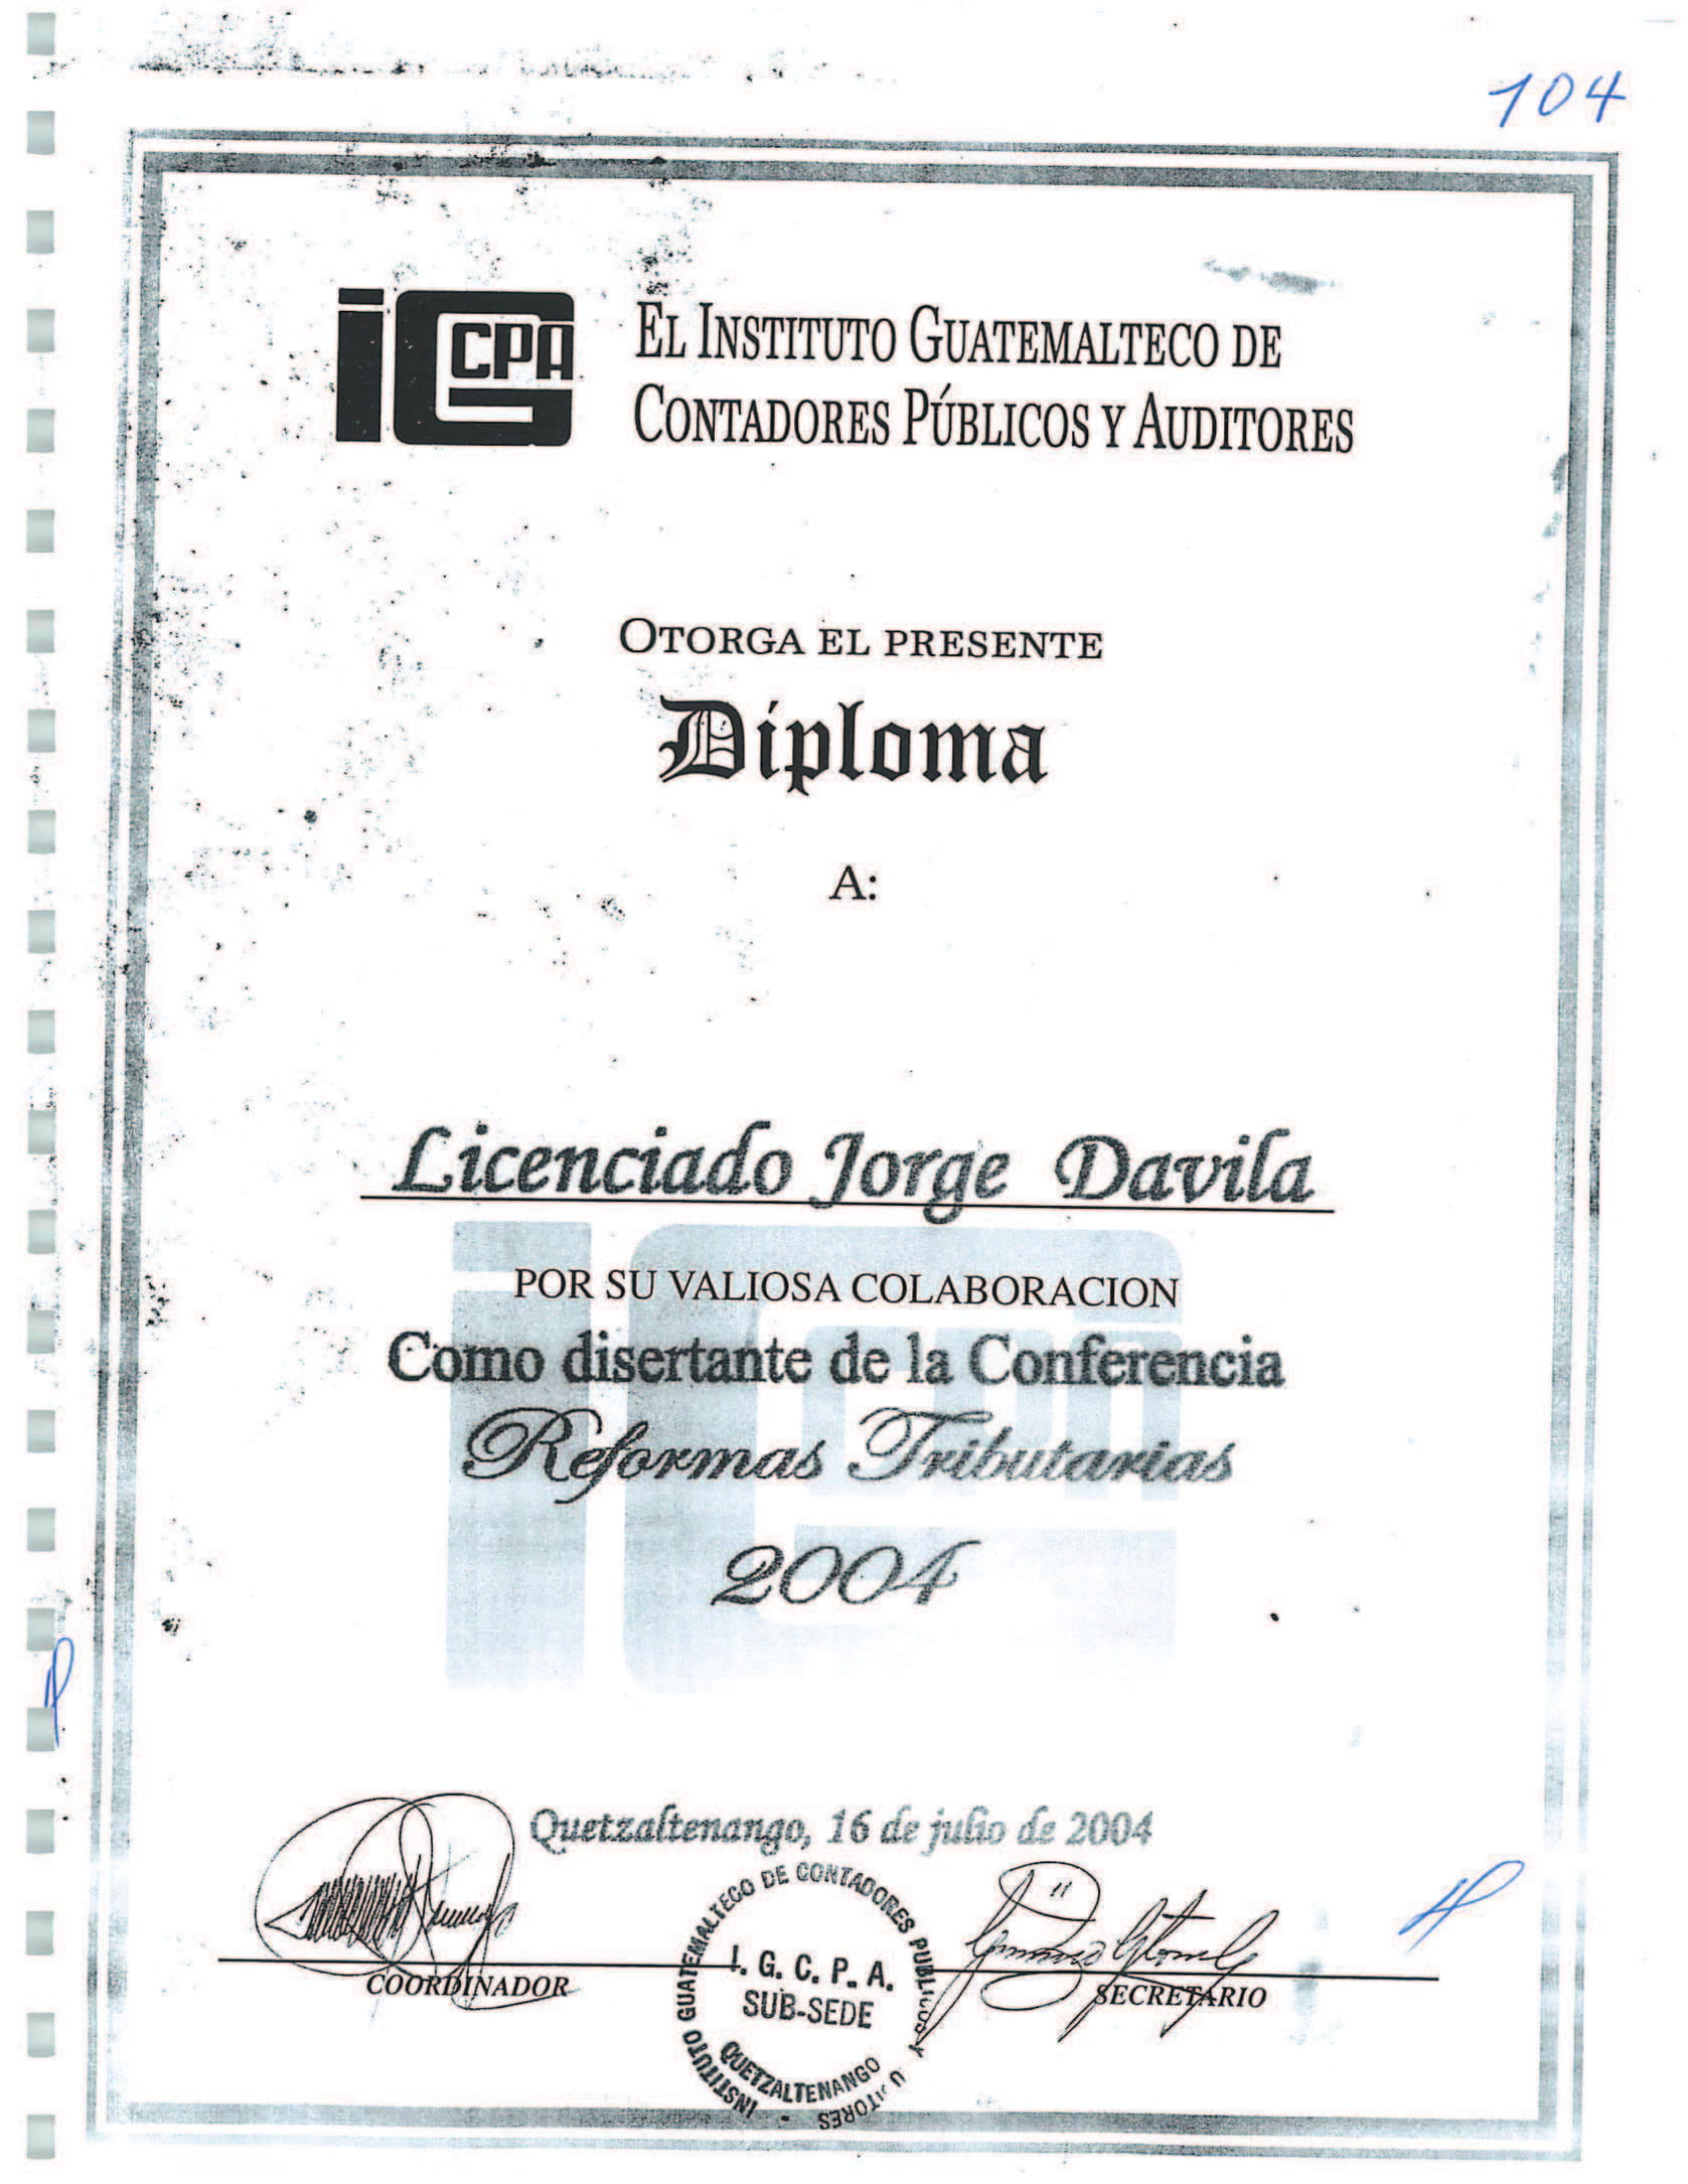 104
iG CPA
EL INSTITUTO GUATEMALTECO DE
CONTADORES PÚBLICOS Y AUDITORES
OTORGA EL PRESENTE
Diploma
A:
Licenciado Jorge Davila
POR SU VALIOSA COLABORACION
Como disertante de la Conferencia
Reformas Tributarias
2004
Quetzaltenango, 16 de julio de 2004
COORDINADOR
SECRETARIO
INSTITUTO GUATEMALTECO DE CONTADORES PUBLICOS Y
I. G. C. P. A.
SUB-SEDE
QUETZALTENANGO